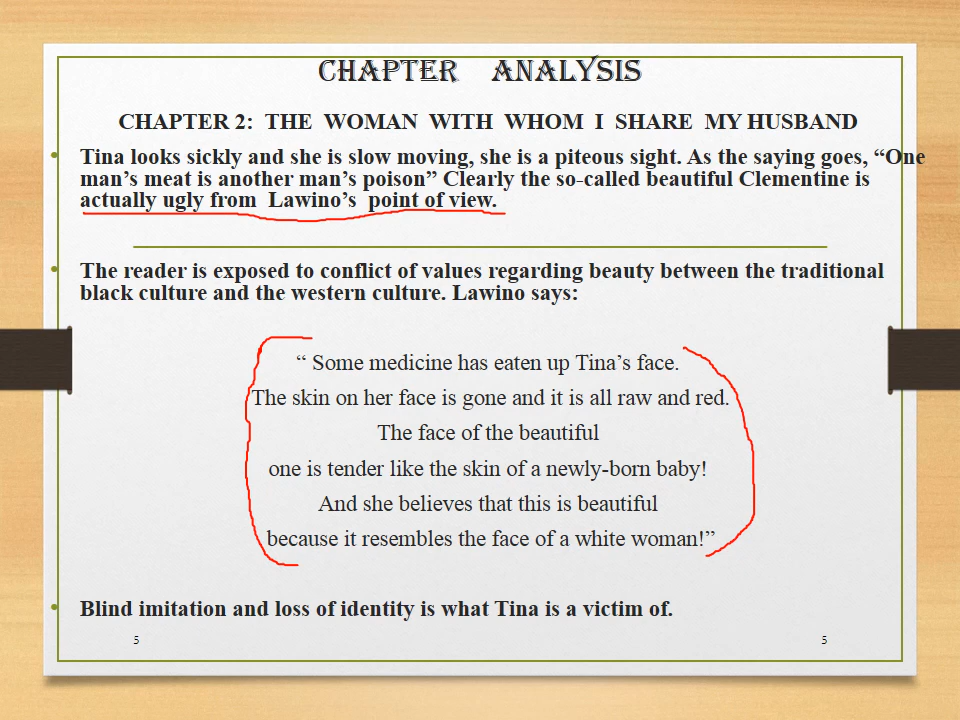 CHAPTER ANALYSIS
CHAPTER 2: THE WOMAN WITH WHOM I SHARE MY HUSBAND
• Tina looks sickly and she is slow moving, she is a piteous sight. As the saying goes, “One
man’s meat is another man’s poison” Clearly the so-called beautiful Clementine is
actually ugly from Lawino’s point of view.
• The reader is exposed to conflict of values regarding beauty between the traditional
black culture and the western culture. Lawino says:
“ Some medicine has eaten up Tina’s face.
The skin on her face is gone and it is all raw and red.
The face of the beautiful
one is tender like the skin of a newly-born baby!
And she believes that this is beautiful
because it resembles the face of a white woman!”
• Blind imitation and loss of identity is what Tina is a victim of.
5 5